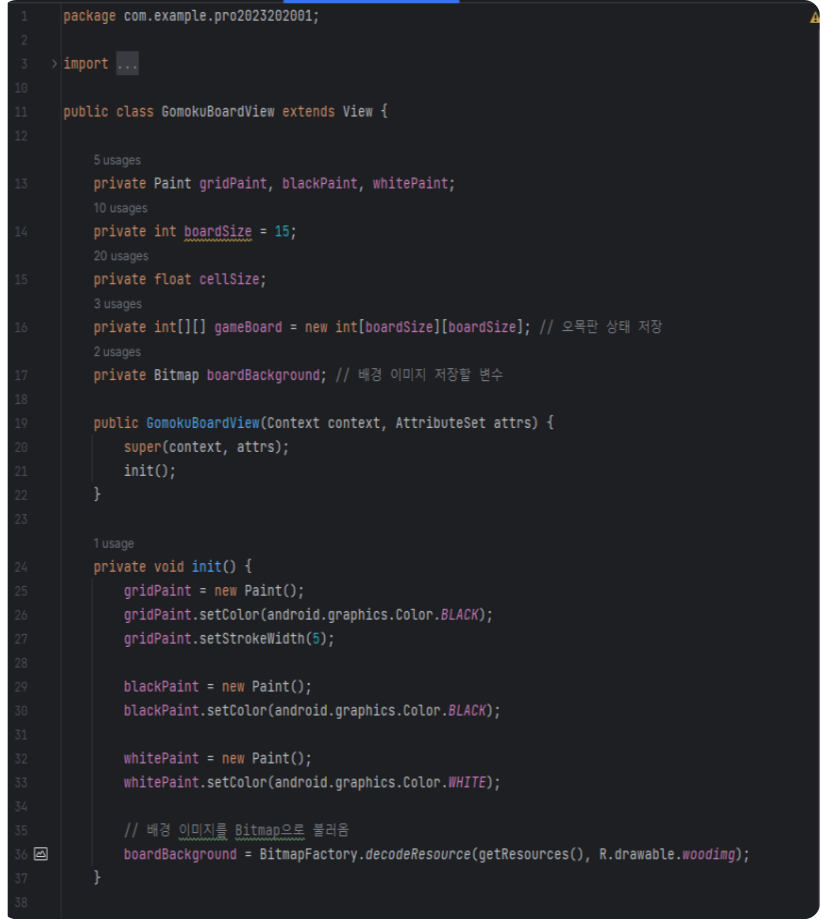 1 package com.example.pro2023202001;
2
3 > import ...
10
11 public class GomokuBoardView extends View {
12
5 usages
13 private Paint gridPaint, blackPaint, whitePaint;
10 usages
14 private int boardSize = 15;
20 usages
15 private float cellSize;
3 usages
16 private int[][] gameBoard = new int[boardSize][boardSize]; // 오목판 상태 저장
2 usages
17 private Bitmap boardBackground; // 배경 이미지 저장할 변수
18
19 public GomokuBoardView(Context context, AttributeSet attrs) {
20 super(context, attrs);
21 init();
22 }
23
1 usage
24 private void init() {
25 gridPaint = new Paint();
26 gridPaint.setColor(android.graphics.Color.BLACK);
27 gridPaint.setStrokeWidth(5);
28
29 blackPaint = new Paint();
30 blackPaint.setColor(android.graphics.Color.BLACK);
31
32 whitePaint = new Paint();
33 whitePaint.setColor(android.graphics.Color.WHITE);
34
35 // 배경 이미지를 Bitmap으로 불러옴
36 boardBackground = BitmapFactory.decodeResource(getResources(), R.drawable.woodimg);
37 }
38